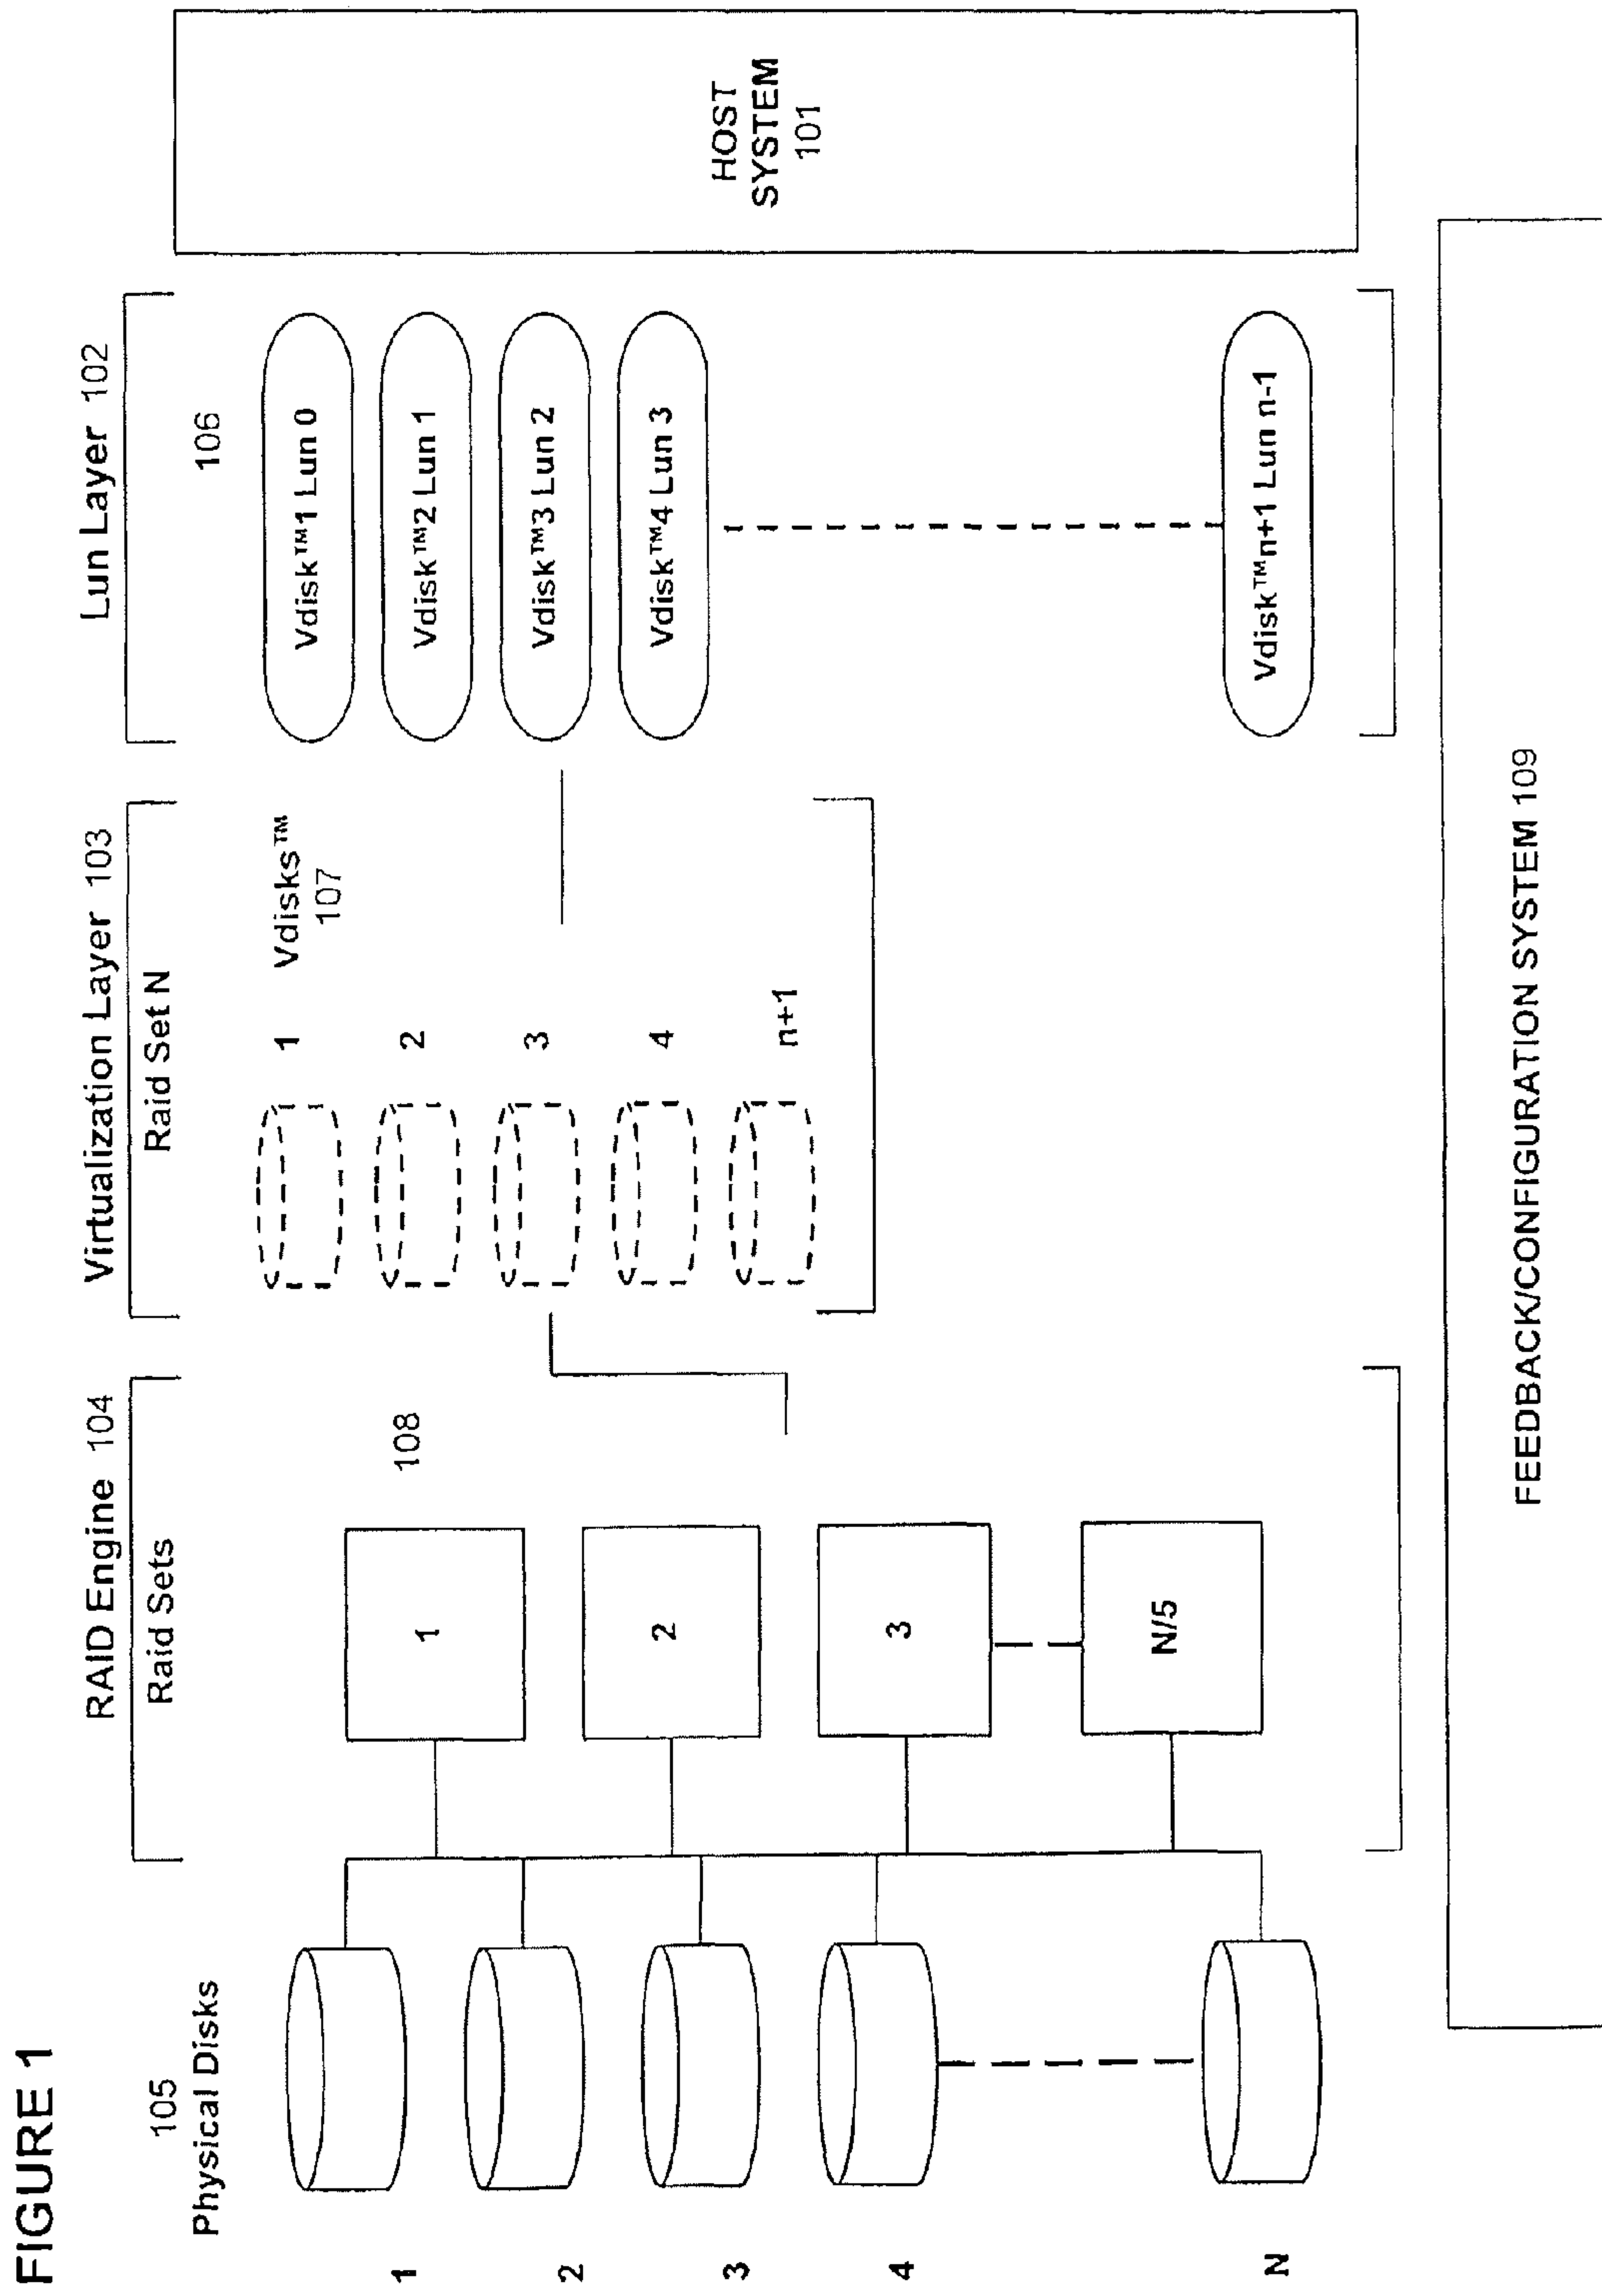 FIGURE 1
105
Physical Disks
1
2
3
4
N
RAID Engine 104
Raid Sets
108
1
2
3
N/5
Virtualization Layer 103
Raid Set N
Vdisks™
107
1
2
3
4
n+1
Lun Layer 102
106
Vdisk™1 Lun 0
Vdisk™2 Lun 1
Vdisk™3 Lun 2
Vdisk™4 Lun 3
Vdisk™n+1 Lun n-1
HOST
SYSTEM
101
FEEDBACK/CONFIGURATION SYSTEM 109